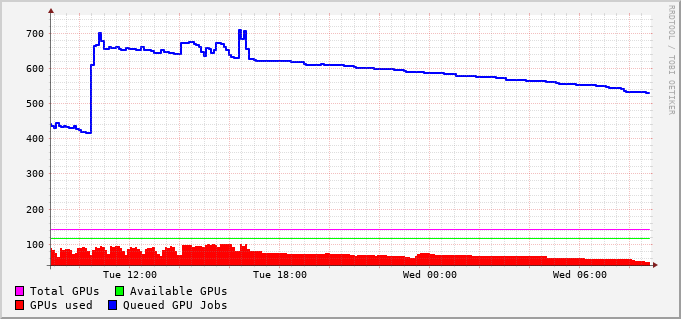 700
600
500
400
300
200
100
Tue 12:00 Tue 18:00 Wed 00:00 Wed 06:00
Total GPUs Available GPUs
GPUs used Queued GPU Jobs
RRDTOOL / TOBI OETIKER